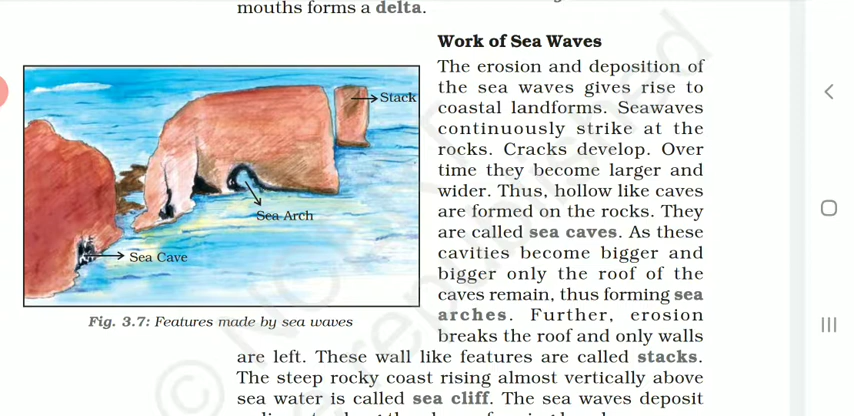 mouths forms a delta.
Work of Sea Waves
The erosion and deposition of
the sea waves gives rise to
coastal landforms. Seawaves
continuously strike at the
rocks. Cracks develop. Over
time they become larger and
wider. Thus, hollow like caves
are formed on the rocks. They
are called sea caves. As these
cavities become bigger and
bigger only the roof of the
caves remain, thus forming sea
arches. Further, erosion
breaks the roof and only walls
are left. These wall like features are called stacks.
The steep rocky coast rising almost vertically above
sea water is called sea cliff. The sea waves deposit
Stack
Sea Arch
Sea Cave
Fig. 3.7: Features made by sea waves